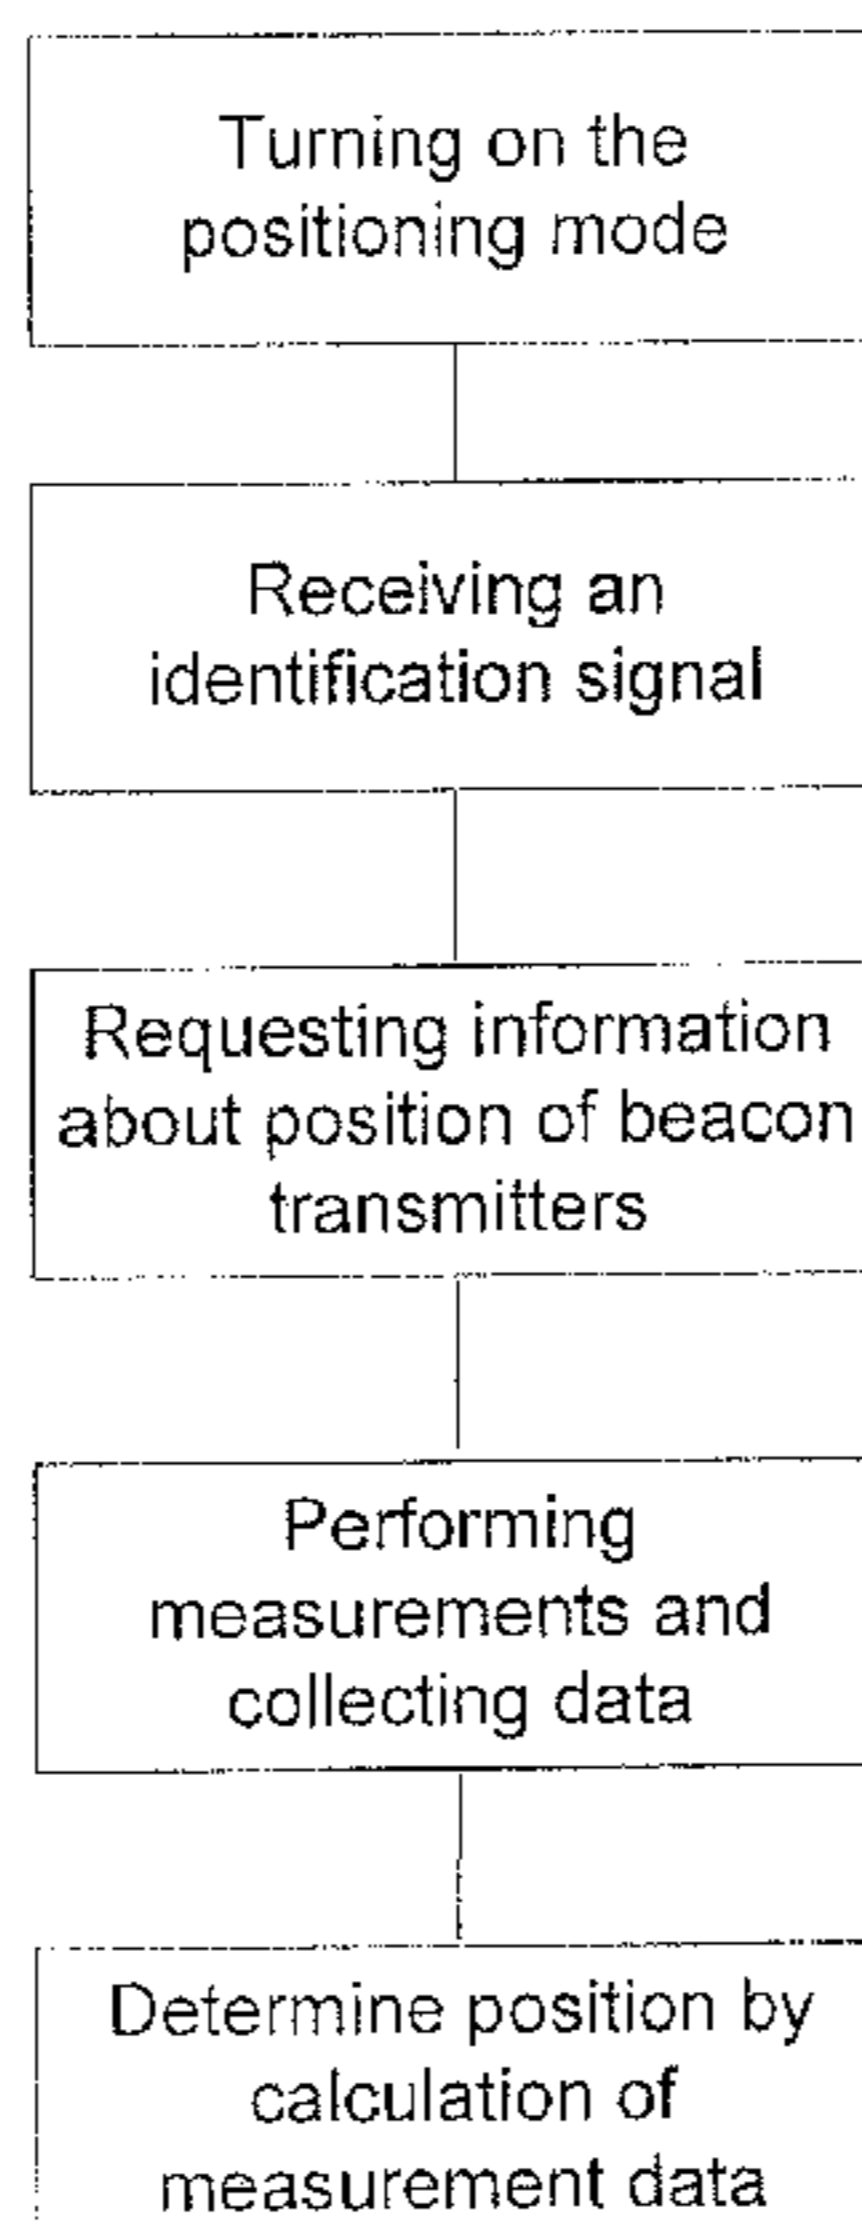 Turning on the
positioning mode
Receiving an
identification signal
Requesting information
about position of beacon
transmitters
Performing
measurements and
collecting data
Determine position by
calculation of
measurement data